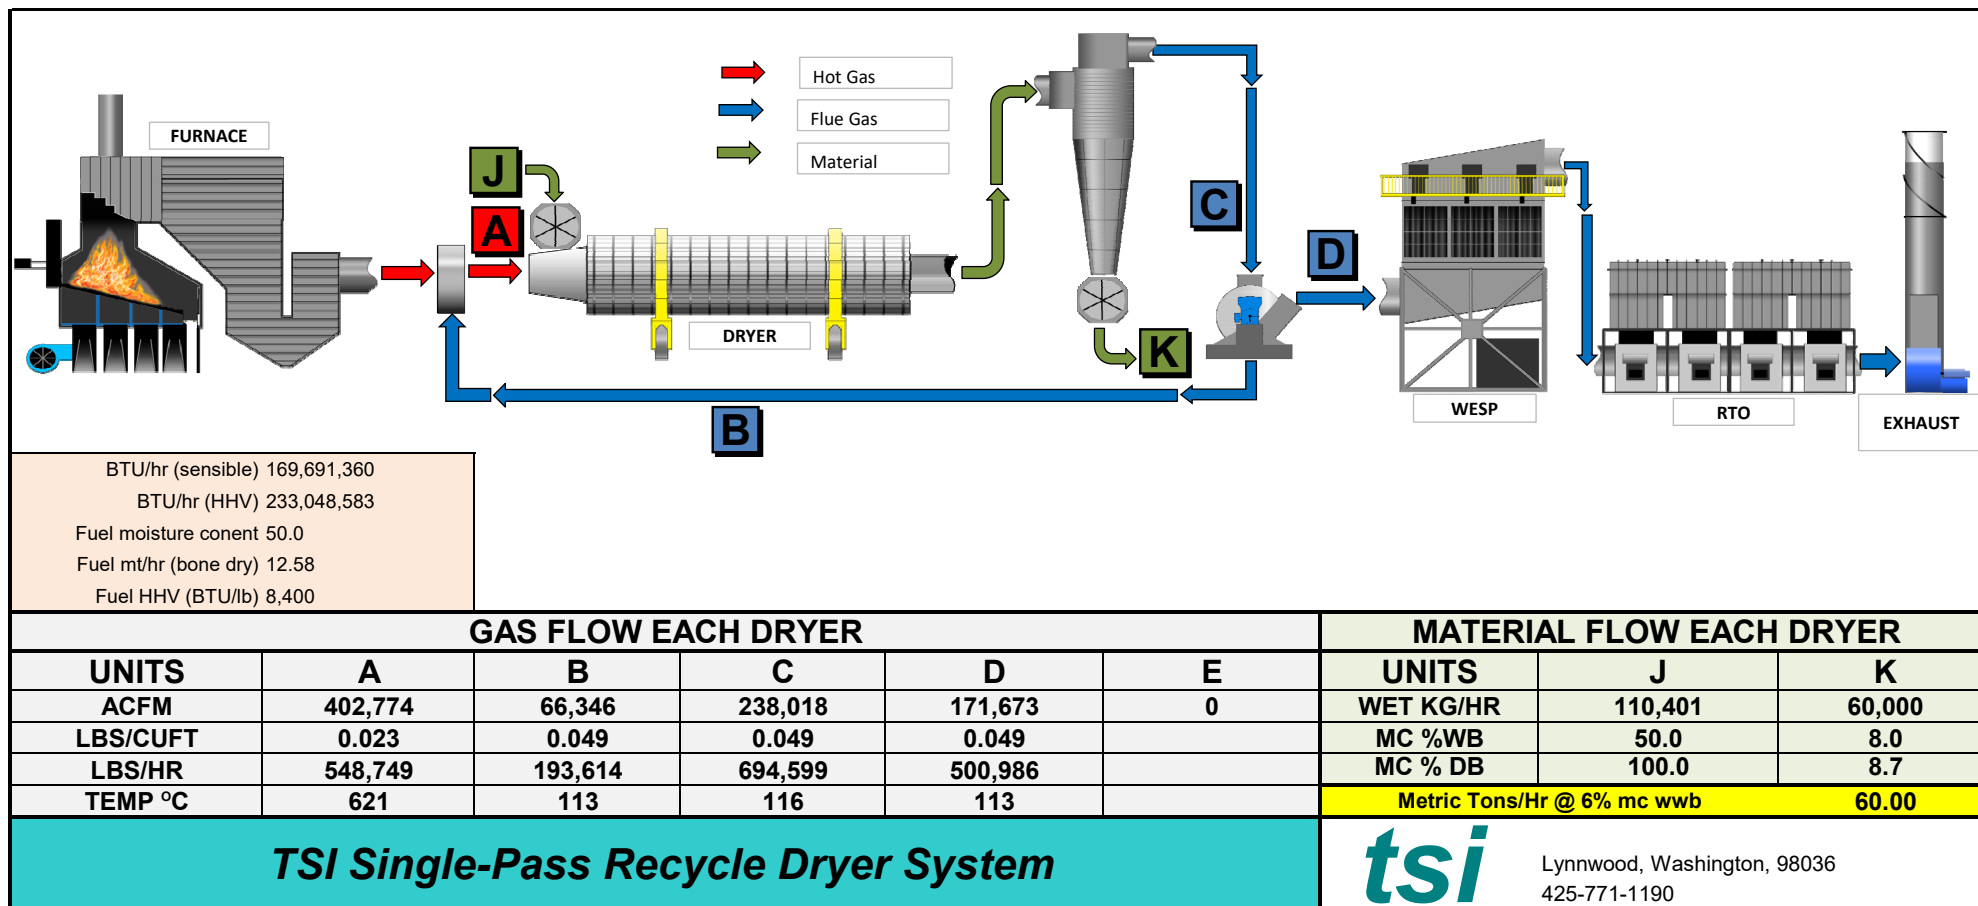 Hot Gas
Flue Gas
Material
FURNACE
J
A
C
D
DRYER
K
B
WESP
RTO
EXHAUST
BTU/hr (sensible) 169,691,360
BTU/hr (HHV) 233,048,583
Fuel moisture conent 50.0
Fuel mt/hr (bone dry) 12.58
Fuel HHV (BTU/lb) 8,400
GAS FLOW EACH DRYER
UNITS A B C D E
ACFM 402,774 66,346 238,018 171,673 0
LBS/CUFT 0.023 0.049 0.049 0.049
LBS/HR 548,749 193,614 694,599 500,986
TEMP ºC 621 113 116 113
MATERIAL FLOW EACH DRYER
UNITS J K
WET KG/HR 110,401 60,000
MC %WB 50.0 8.0
MC % DB 100.0 8.7
Metric Tons/Hr @ 6% mc wwb 60.00
TSI Single-Pass Recycle Dryer System
tsi
Lynnwood, Washington, 98036
425-771-1190